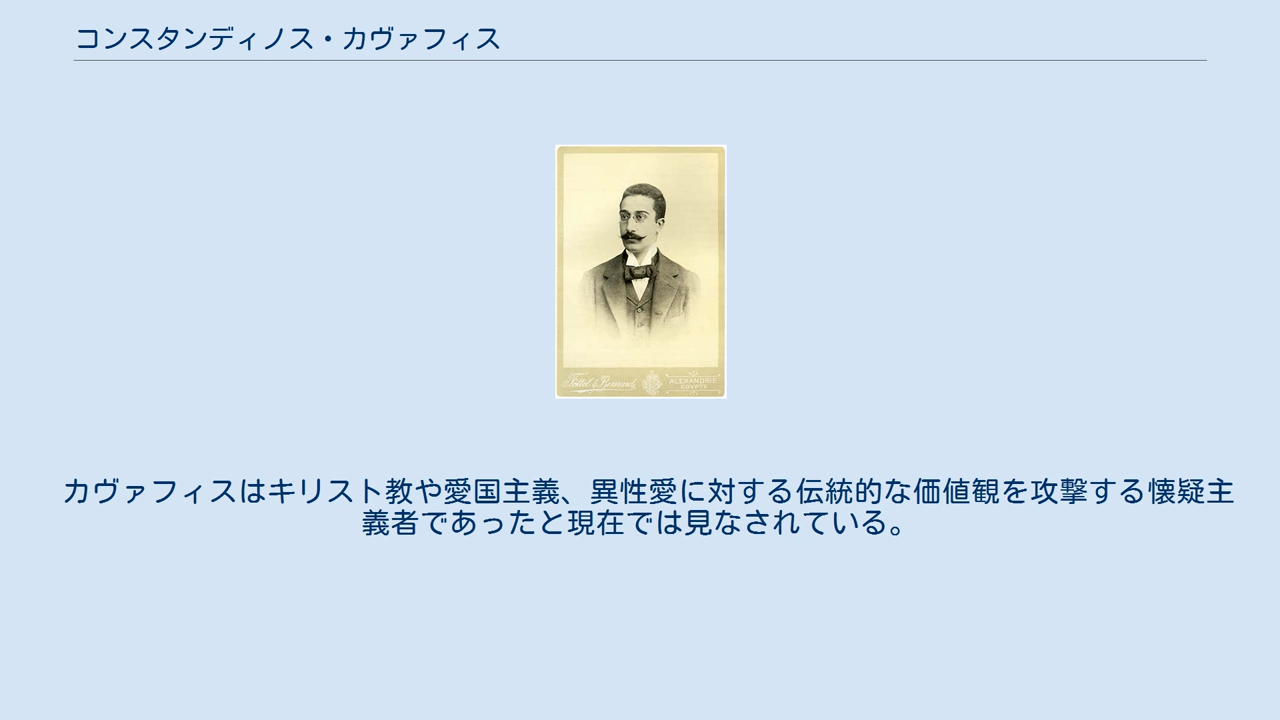 コンスタンディノス・カヴァフィス
ALEXANDRIE
EGYPTE
カヴァフィスはキリスト教や愛国主義、異性愛に対する伝統的な価値観を攻撃する懐疑主
義者であったと現在では見なされている。